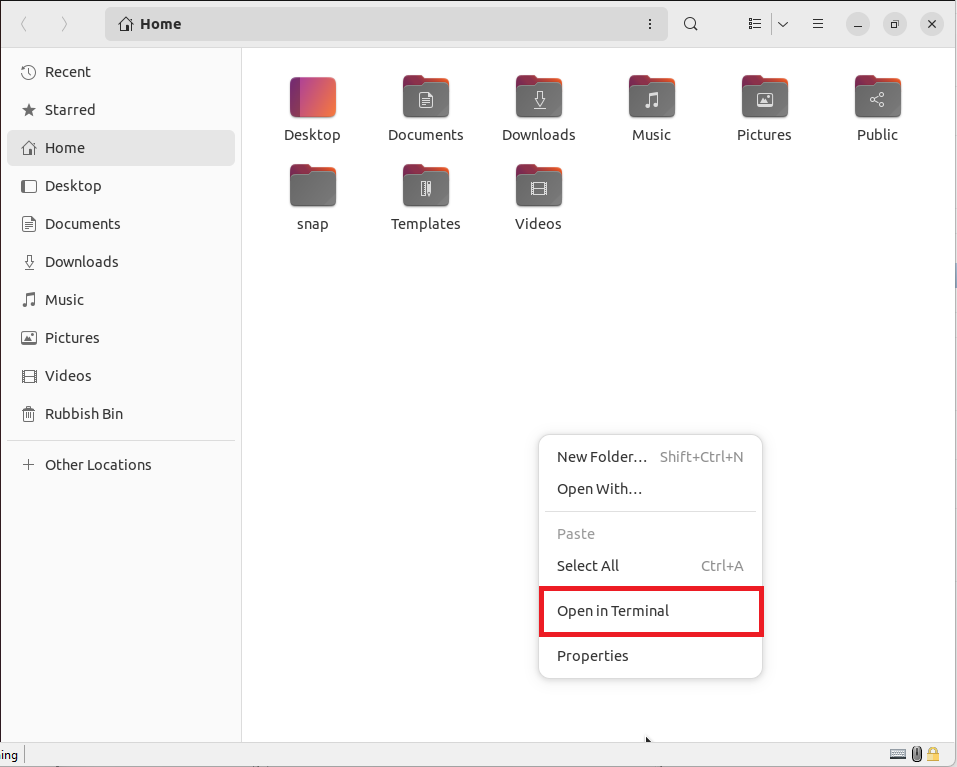 Home
Recent
Starred
Home
Desktop
Documents
Downloads
Music
Pictures
Videos
Rubbish Bin
Other Locations
Desktop Documents Downloads Music Pictures Public
snap Templates Videos
New Folder… Shift+Ctrl+N
Open With…
Paste
Select All Ctrl+A
Open in Terminal
Properties
ing